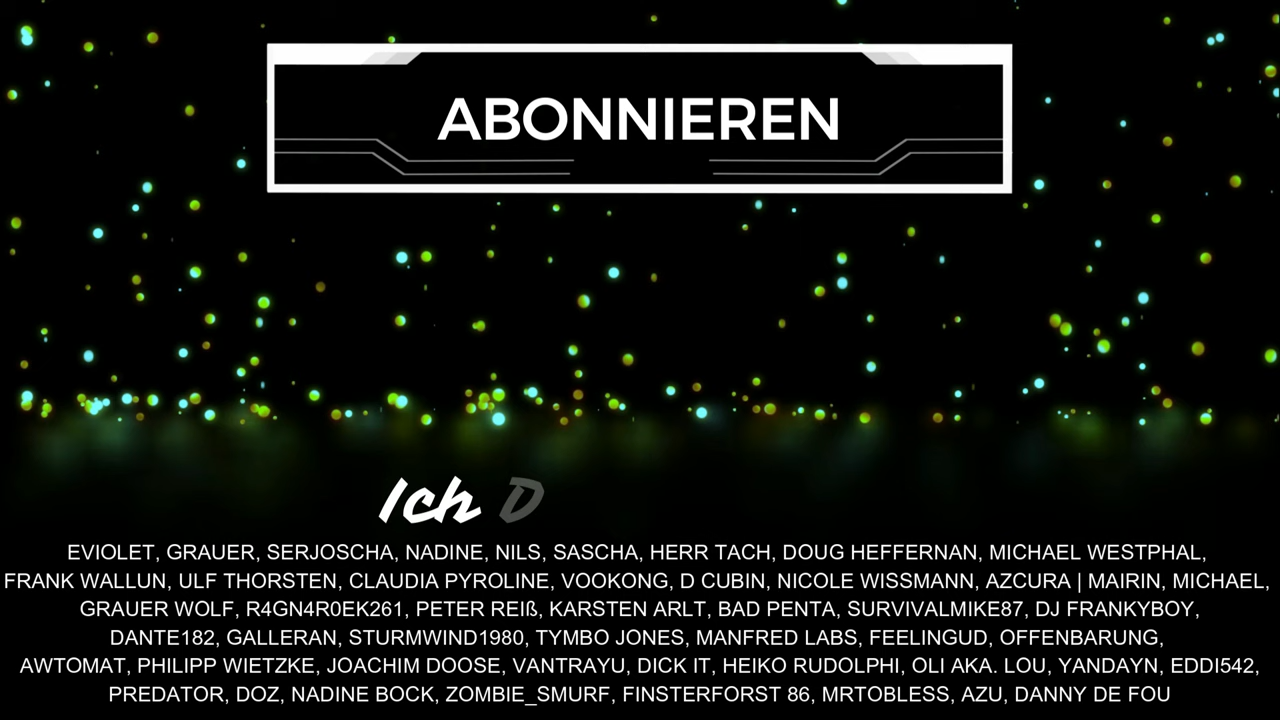 ABONNIEREN
Ich D
EVIOLET, GRAUER, SERJOSCHA, NADINE, NILS, SASCHA, HERR TACH, DOUG HEFFERNAN, MICHAEL WESTPHAL,
FRANK WALLUN, ULF THORSTEN, CLAUDIA PYROLINE, VOOKONG, D CUBIN, NICOLE WISSMANN, AZCURA | MAIRIN, MICHAEL,
GRAUER WOLF, R4GN4R0EK261, PETER REIß, KARSTEN ARLT, BAD PENTA, SURVIVALMIKE87, DJ FRANKYBOY,
DANTE182, GALLERAN, STURMWIND1980, TYMBO JONES, MANFRED LABS, FEELINGUD, OFFENBARUNG,
AWTOMAT, PHILIPP WIETZKE, JOACHIM DOOSE, VANTRAYU, DICK IT, HEIKO RUDOLPHI, OLI AKA. LOU, YANDAYN, EDDI542,
PREDATOR, DOZ, NADINE BOCK, ZOMBIE_SMURF, FINSTERFORST 86, MRTOBLESS, AZU, DANNY DE FOU